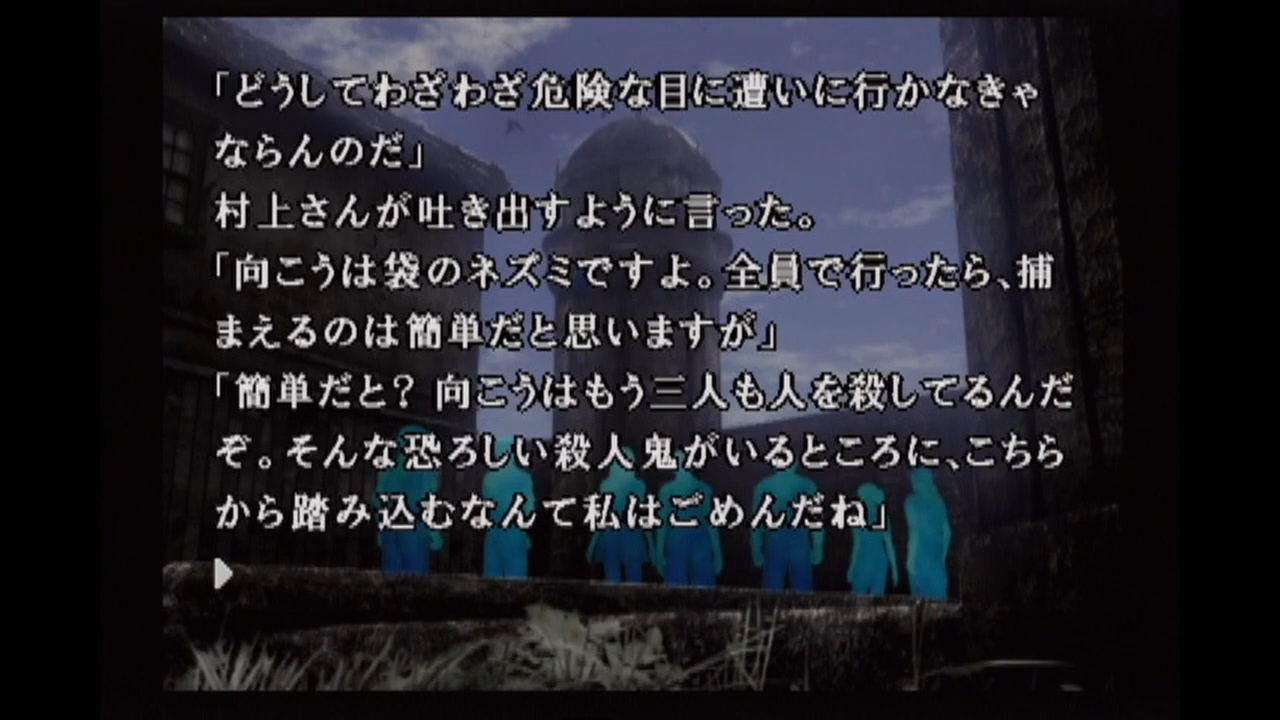 「どうしてわざわざ危険な目に遭いに行かなきゃ
ならんのだ」
村上さんが吐き出すように言った。
「向こうは袋のネズミですよ。全員で行ったら、捕
まえるのは簡単だと思いますが」
「簡単だと？ 向こうはもう三人も人を殺してるんだ
ぞ。そんな恐ろしい殺人鬼がいるところに、こちら
から踏み込むなんて私はごめんだね」